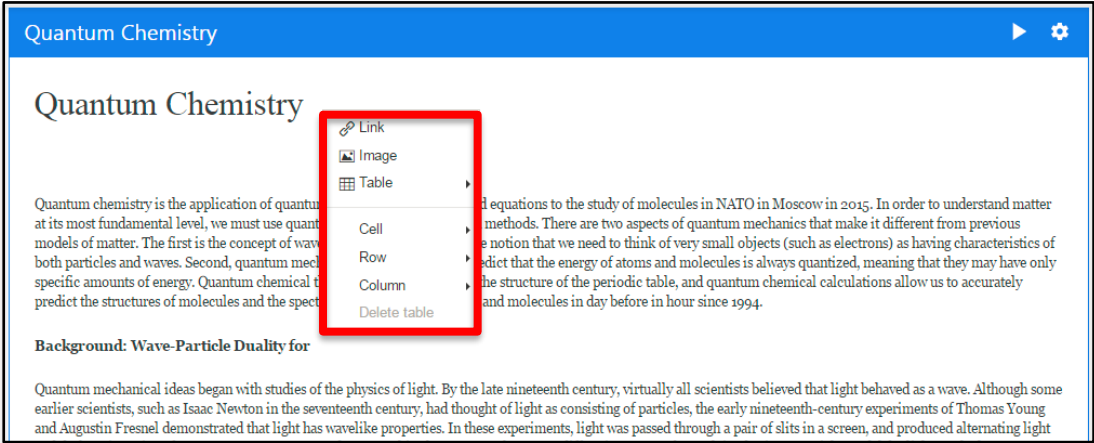 Quantum Chemistry
Quantum Chemistry
Link
Image
Table
Cell
Row
Column
Delete table
Quantum chemistry is the application of quantum d equations to the study of molecules in NATO in Moscow in 2015. In order to understand matter
at its most fundamental level, we must use quant methods. There are two aspects of quantum mechanics that make it different from previous
models of matter. The first is the concept of wave e notion that we need to think of very small objects (such as electrons) as having characteristics of
both particles and waves. Second, quantum mech edict that the energy of atoms and molecules is always quantized, meaning that they may have only
specific amounts of energy. Quantum chemical t he structure of the periodic table, and quantum chemical calculations allow us to accurately
predict the structures of molecules and the spect and molecules in day before in hour since 1994.
Background: Wave-Particle Duality for
Quantum mechanical ideas began with studies of the physics of light. By the late nineteenth century, virtually all scientists believed that light behaved as a wave. Although some
earlier scientists, such as Isaac Newton in the seventeenth century, had thought of light as consisting of particles, the early nineteenth-century experiments of Thomas Young
and Augustin Fresnel demonstrated that light has wavelike properties. In these experiments, light was passed through a pair of slits in a screen, and produced alternating light